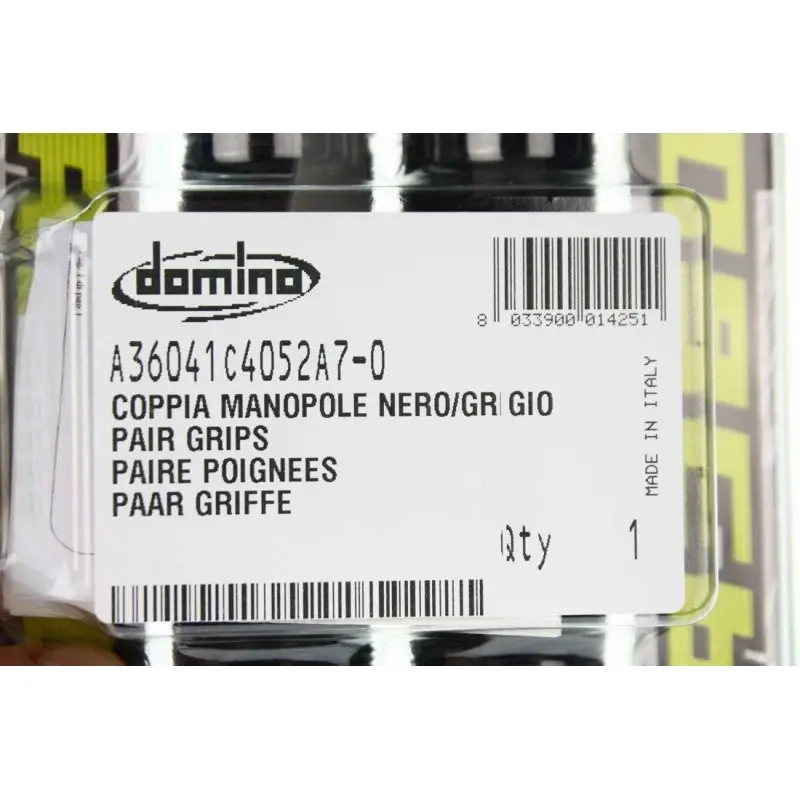 domino
8 033900 014251
A36041C4052A7-0
COPPIA MANOPOLE NERO/GRIGIO
PAIR GRIPS
PAIRE POIGNEES
PAAR GRIFFE
MADE IN ITALY
Qty 1